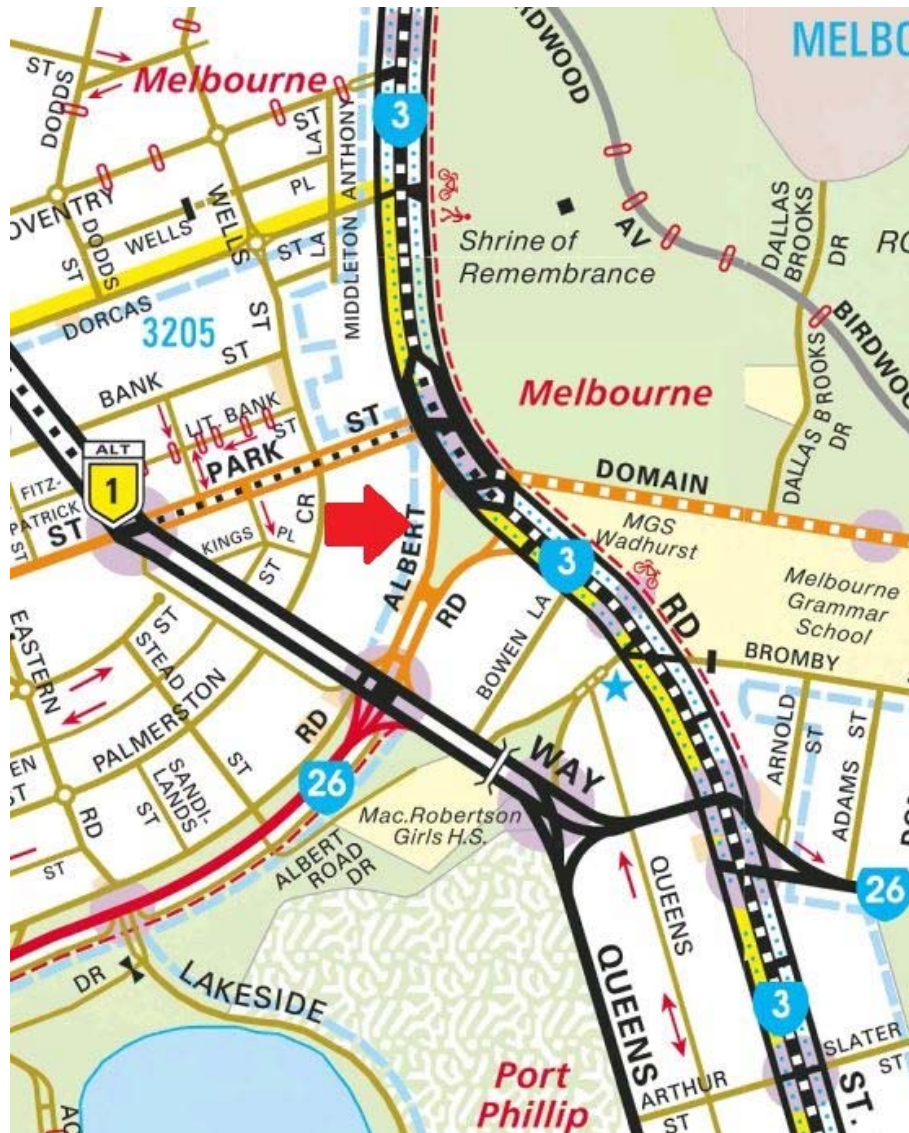 BIRDWOOD
MELBO
ST
Melbourne
DODDS
ST
LA
ANTHONY
MIDDLETON
3
PL
OVENTRY
WELLS
DODDS
ST
WELLS
ST
LA
AV
DALLAS
BROOKS
DR
RO
Shrine of
Remembrance
DORCAS
3205
ST
BIRDWOO
BANK
ST
LIT. BANK
ST
Melbourne
DALLAS BROOKS
DR
ALT
1
PARK
ST
DOMAIN
FITZ-
PATRICK
ST
ST
CR
KINGS
PL
ST
ALBERT
RD
MGS
Wadhurst
3
RD
Melbourne
Grammar
School
EASTERN
RD
STEAD
ST
PALMERSTON
ST
BOWEN LA
BROMBY
RD
ARNOLD
ST
ADAMS ST
EN
ST
SANDI-
LANDS
ST
26
WAY
Mac.Robertson
Girls H.S.
ST
ALBERT
ROAD
DR
QUEENS
26
DR
LAKESIDE
QUEENS
3
SLATER
ST
ARTHUR
ST
ST.
Port
Phillip